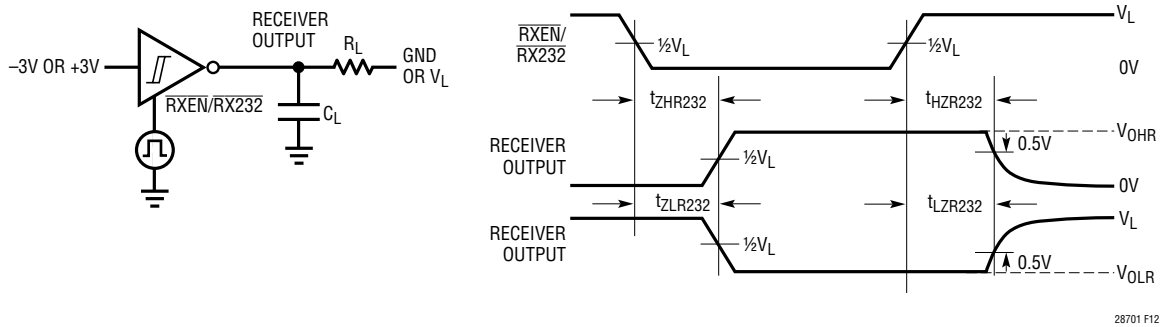 RECEIVER
OUTPUT
R_L
GND
OR V_L
–3V OR +3V
RXEN/RX232
C_L
RXEN/
RX232
½V_L
½V_L
V_L
0V
t_ZHR232
t_HZR232
RECEIVER
OUTPUT
½V_L
V_OHR
0.5V
0V
t_ZLR232
t_LZR232
RECEIVER
OUTPUT
½V_L
V_L
0.5V
V_OLR
28701 F12